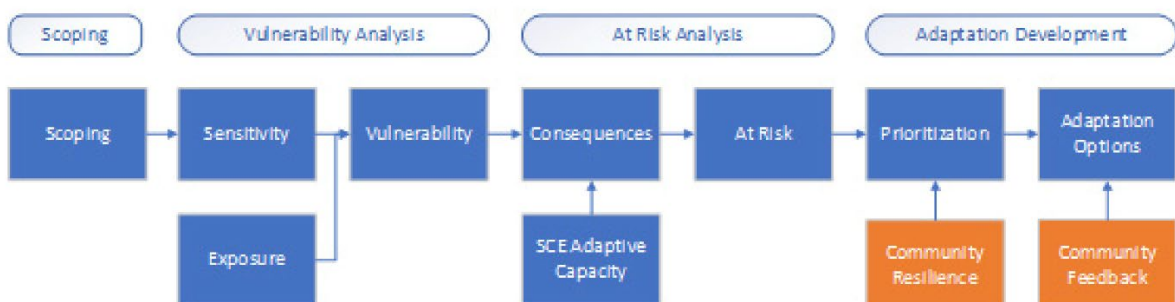 Scoping
Vulnerability Analysis
At Risk Analysis
Adaptation Development
Scoping
Sensitivity
Vulnerability
Consequences
At Risk
Prioritization
Adaptation
Options
Exposure
SCE Adaptive
Capacity
Community
Resilience
Community
Feedback